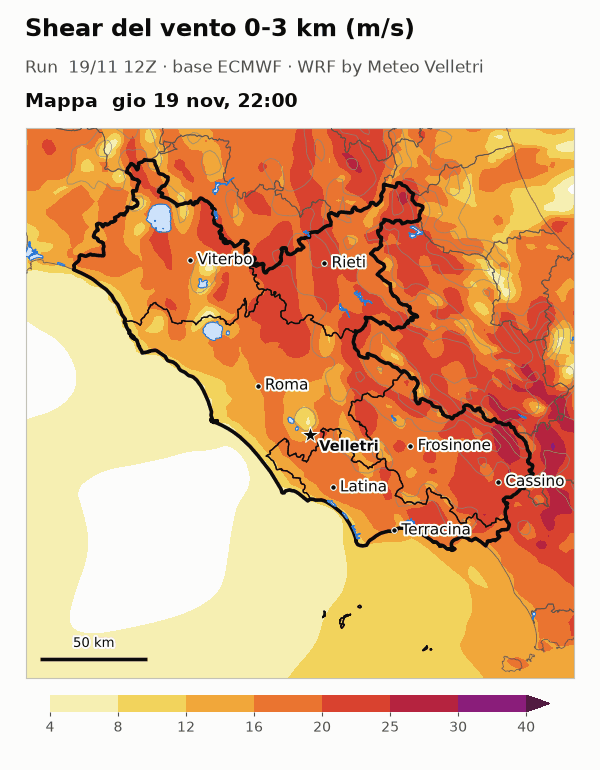 Shear del vento 0-3 km (m/s)
Run  19/11 12Z · base ECMWF · WRF by Meteo Velletri
Mappa  gio 19 nov, 22:00
Viterbo
Rieti
Roma
Velletri
Frosinone
Latina
Cassino
Terracina
50 km
4 8 12 16 20 25 30 40